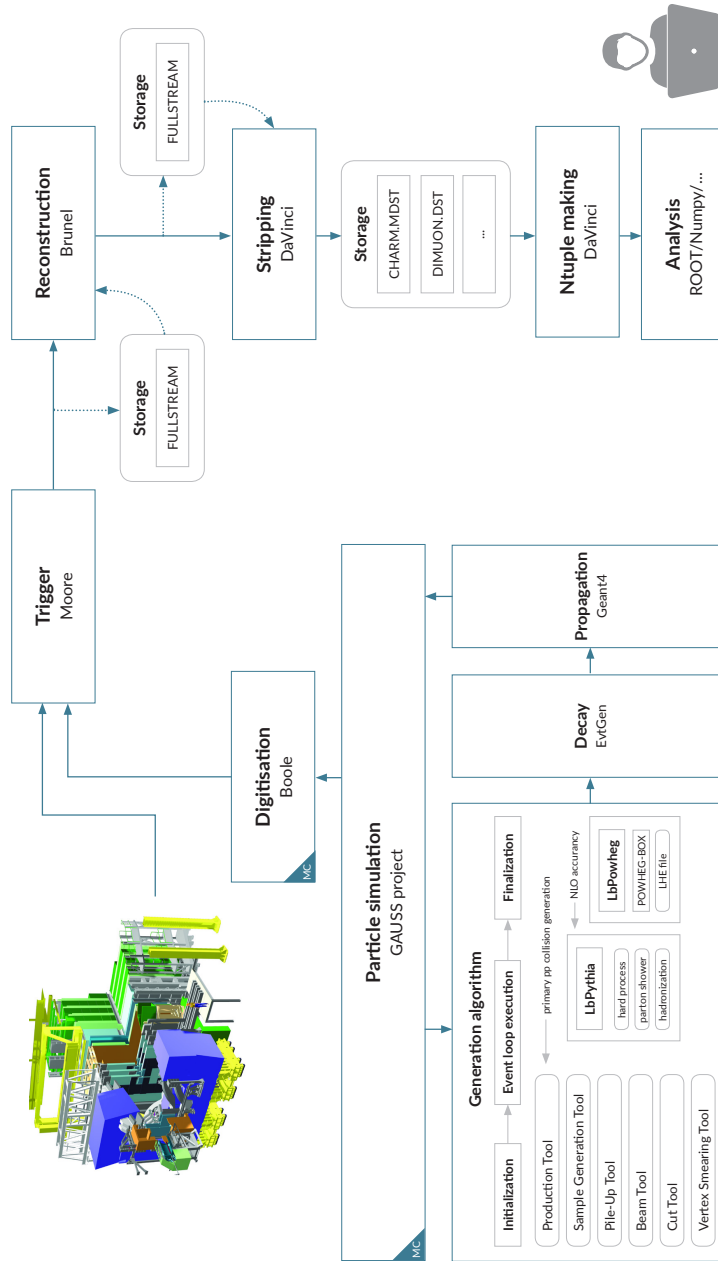 Trigger
Moore
Reconstruction
Brunel
Storage
FULLSTREAM
Storage
FULLSTREAM
Digitisation
Boole
MC
Stripping
DaVinci
Particle simulation
GAUSS project
MC
Storage
CHARM.MDST
DIMUON.DST
...
Generation algorithm
Initialization
Event loop execution
Finalization
Production Tool
Sample Generation Tool
Pile-Up Tool
Beam Tool
Cut Tool
Vertex Smearing Tool
primary pp collision generation
NLO accurancy
LbPythia
hard process
parton shower
hadronization
LbPowheg
POWHEG-BOX
LHE file
Decay
EvtGen
Propagation
Geant4
Ntuple making
DaVinci
Analysis
ROOT/Numpy/...